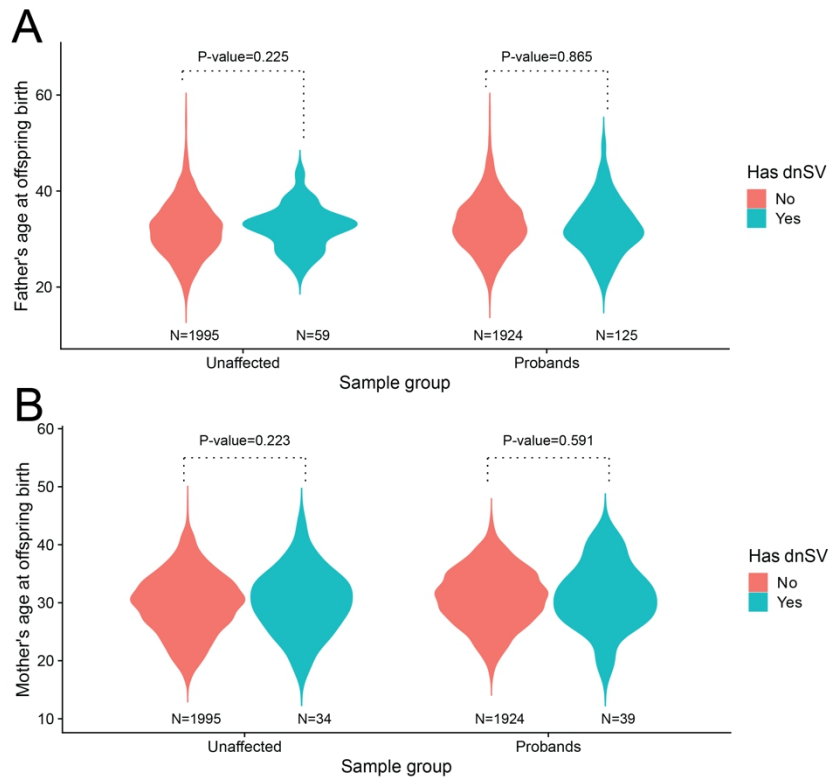 A
P-value=0.225
P-value=0.865
60
40
20
Father's age at offspring birth
N=1995
N=59
N=1924
N=125
Unaffected
Probands
Sample group
Has dnSV
No
Yes
B
P-value=0.223
P-value=0.591
60
50
40
30
20
10
Mother's age at offspring birth
N=1995
N=34
N=1924
N=39
Unaffected
Probands
Sample group
Has dnSV
No
Yes